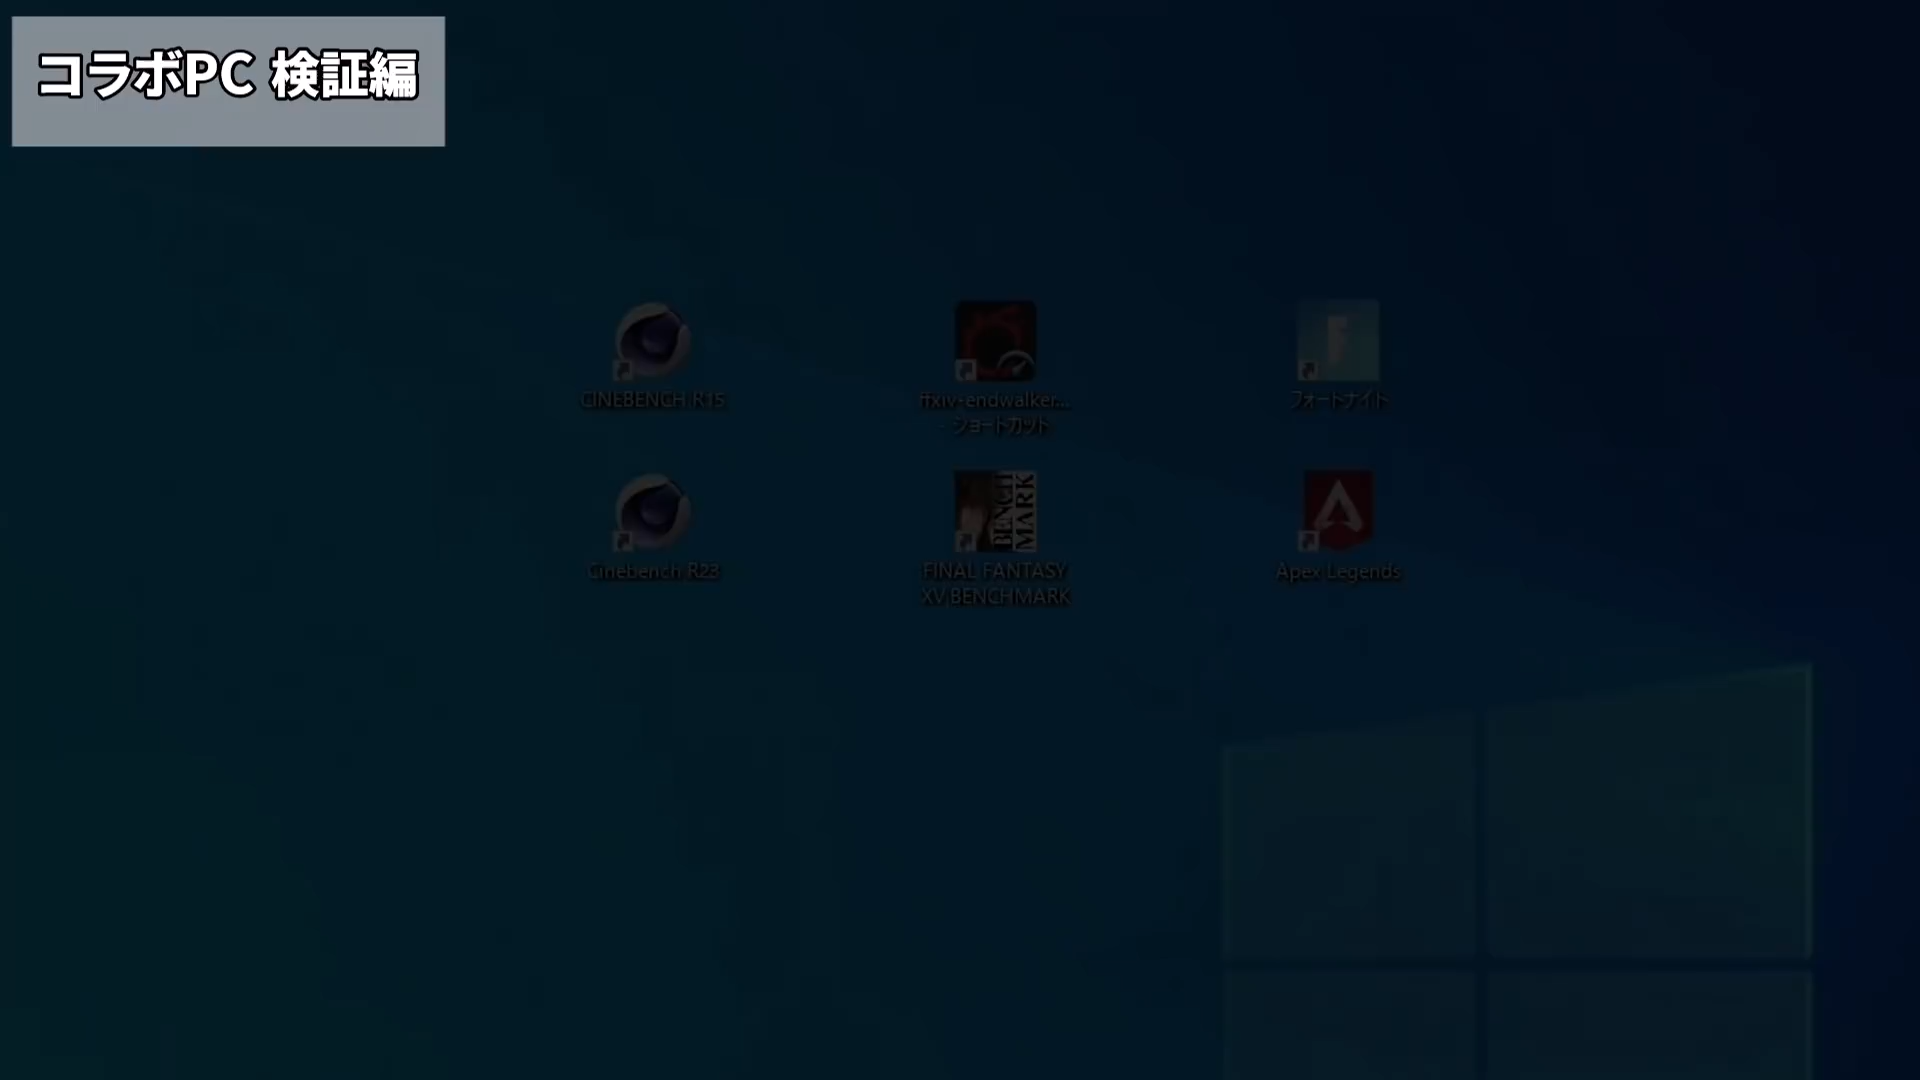 コラボPC 検証編
CINEBENCH R15
ffxiv-endwalker...
- ショートカット
フォートナイト
Cinebench R23
BENCH
MARK
FINAL FANTASY
XV BENCHMARK
Apex Legends